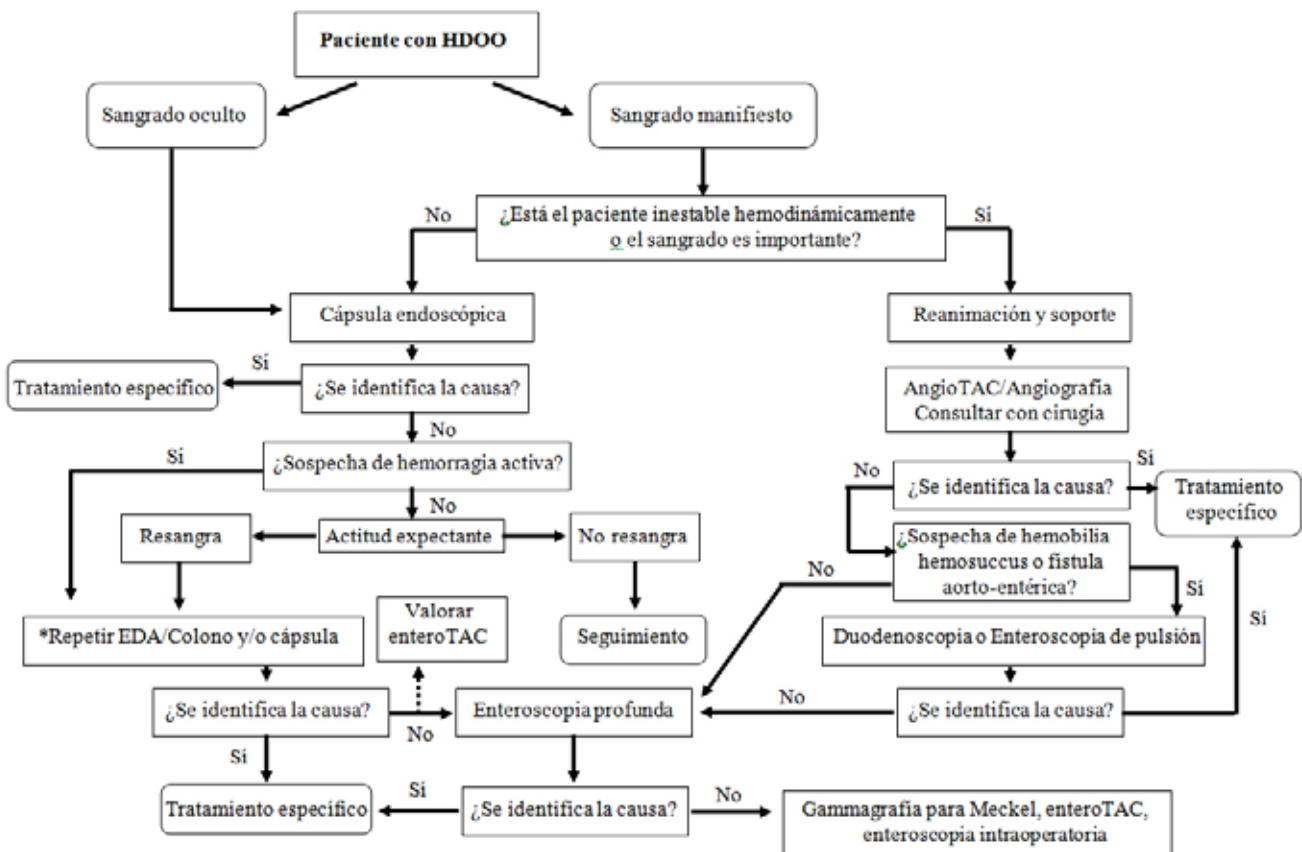 Paciente con HDOO
Sangrado oculto
Sangrado manifiesto
¿Está el paciente inestable hemodinámicamente
o el sangrado es importante?
No
Sí
Cápsula endoscópica
Reanimación y soporte
Sí
Tratamiento específico
¿Se identifica la causa?
AngioTAC/Angiografía
Consultar con cirugía
No
Sí
¿Sospecha de hemorragia activa?
No
¿Se identifica la causa?
Sí
Tratamiento
específico
No
Resangra
Actitud expectante
No resangra
¿Sospecha de hemobilia
hemosuccus o fístula
aorto-entérica?
No
Sí
Valorar
enteroTAC
*Repetir EDA/Colono y/o cápsula
Seguimiento
Duodenoscopia o Enteroscopia de pulsión
Sí
¿Se identifica la causa?
No
Enteroscopia profunda
No
¿Se identifica la causa?
Sí
Tratamiento específico
Sí
¿Se identifica la causa?
No
Gammagrafía para Meckel, enteroTAC,
enteroscopia intraoperatoria